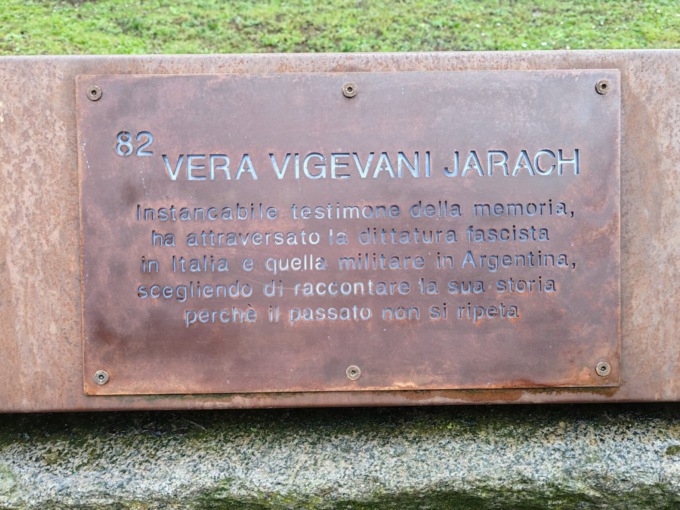 82 VERA VIGEVANI JARACH
Instancabile testimone della memoria,
ha attraversato la dittatura fascista
in Italia e quella militare in Argentina,
scegliendo di raccontare la sua storia
perchè il passato non si ripeta